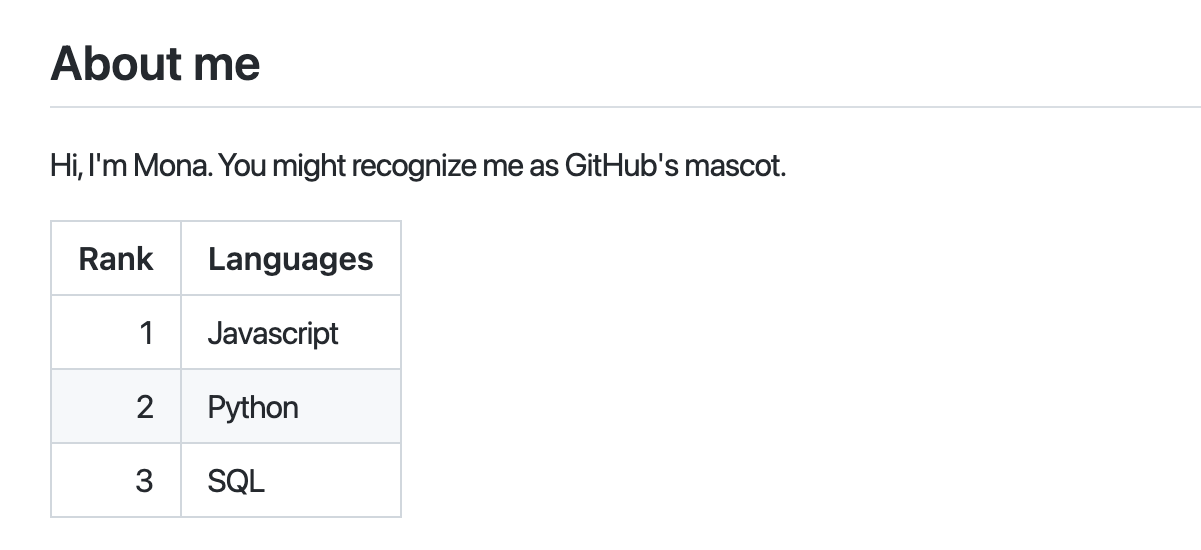 About me
Hi, I'm Mona. You might recognize me as GitHub's mascot.
Rank Languages
1 Javascript
2 Python
3 SQL